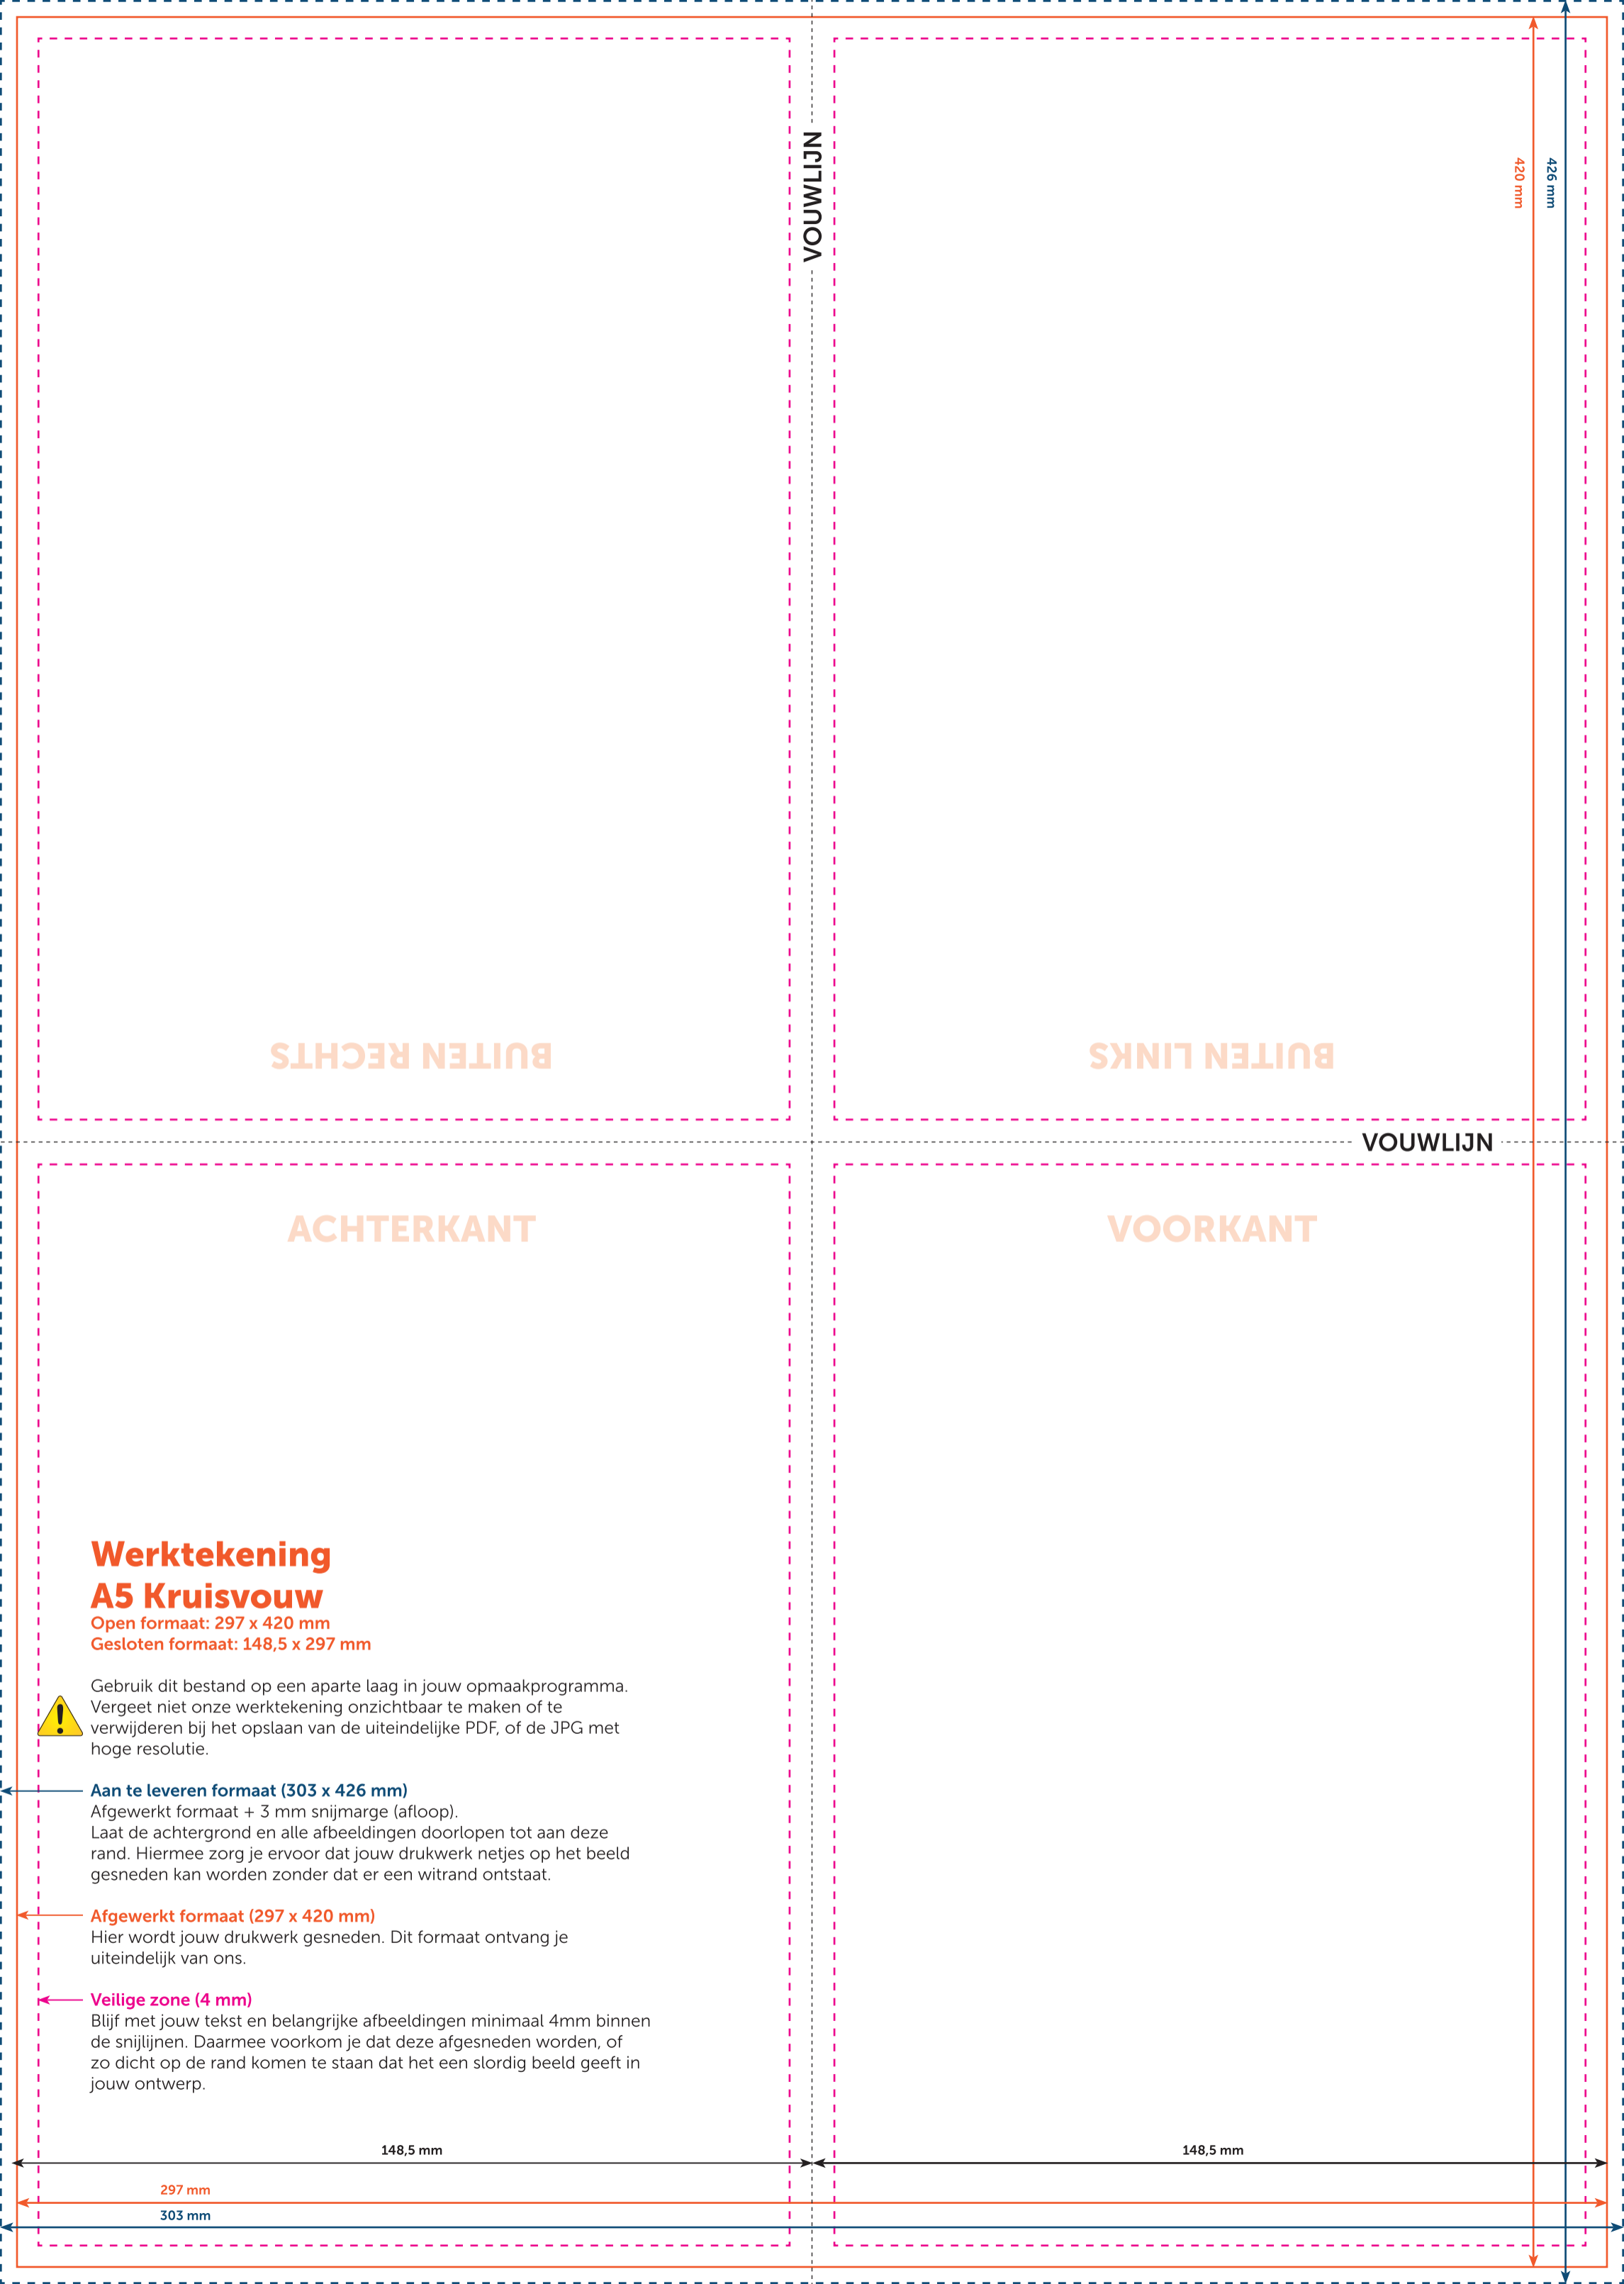 VOUWLIJN
420 mm
426 mm
BUITEN RECHTS
BUITEN LINKS
VOUWLIJN
ACHTERKANT
VOORKANT
Werktekening
A5 Kruisvouw
Open formaat: 297 x 420 mm
Gesloten formaat: 148,5 x 297 mm
Gebruik dit bestand op een aparte laag in jouw opmaakprogramma.
Vergeet niet onze werktekening onzichtbaar te maken of te
verwijderen bij het opslaan van de uiteindelijke PDF, of de JPG met
hoge resolutie.
Aan te leveren formaat (303 x 426 mm)
Afgewerkt formaat + 3 mm snijmarge (afloop).
Laat de achtergrond en alle afbeeldingen doorlopen tot aan deze
rand. Hiermee zorg je ervoor dat jouw drukwerk netjes op het beeld
gesneden kan worden zonder dat er een witrand ontstaat.
Afgewerkt formaat (297 x 420 mm)
Hier wordt jouw drukwerk gesneden. Dit formaat ontvang je
uiteindelijk van ons.
Veilige zone (4 mm)
Blijf met jouw tekst en belangrijke afbeeldingen minimaal 4mm binnen
de snijlijnen. Daarmee voorkom je dat deze afgesneden worden, of
zo dicht op de rand komen te staan dat het een slordig beeld geeft in
jouw ontwerp.
148,5 mm
148,5 mm
297 mm
303 mm